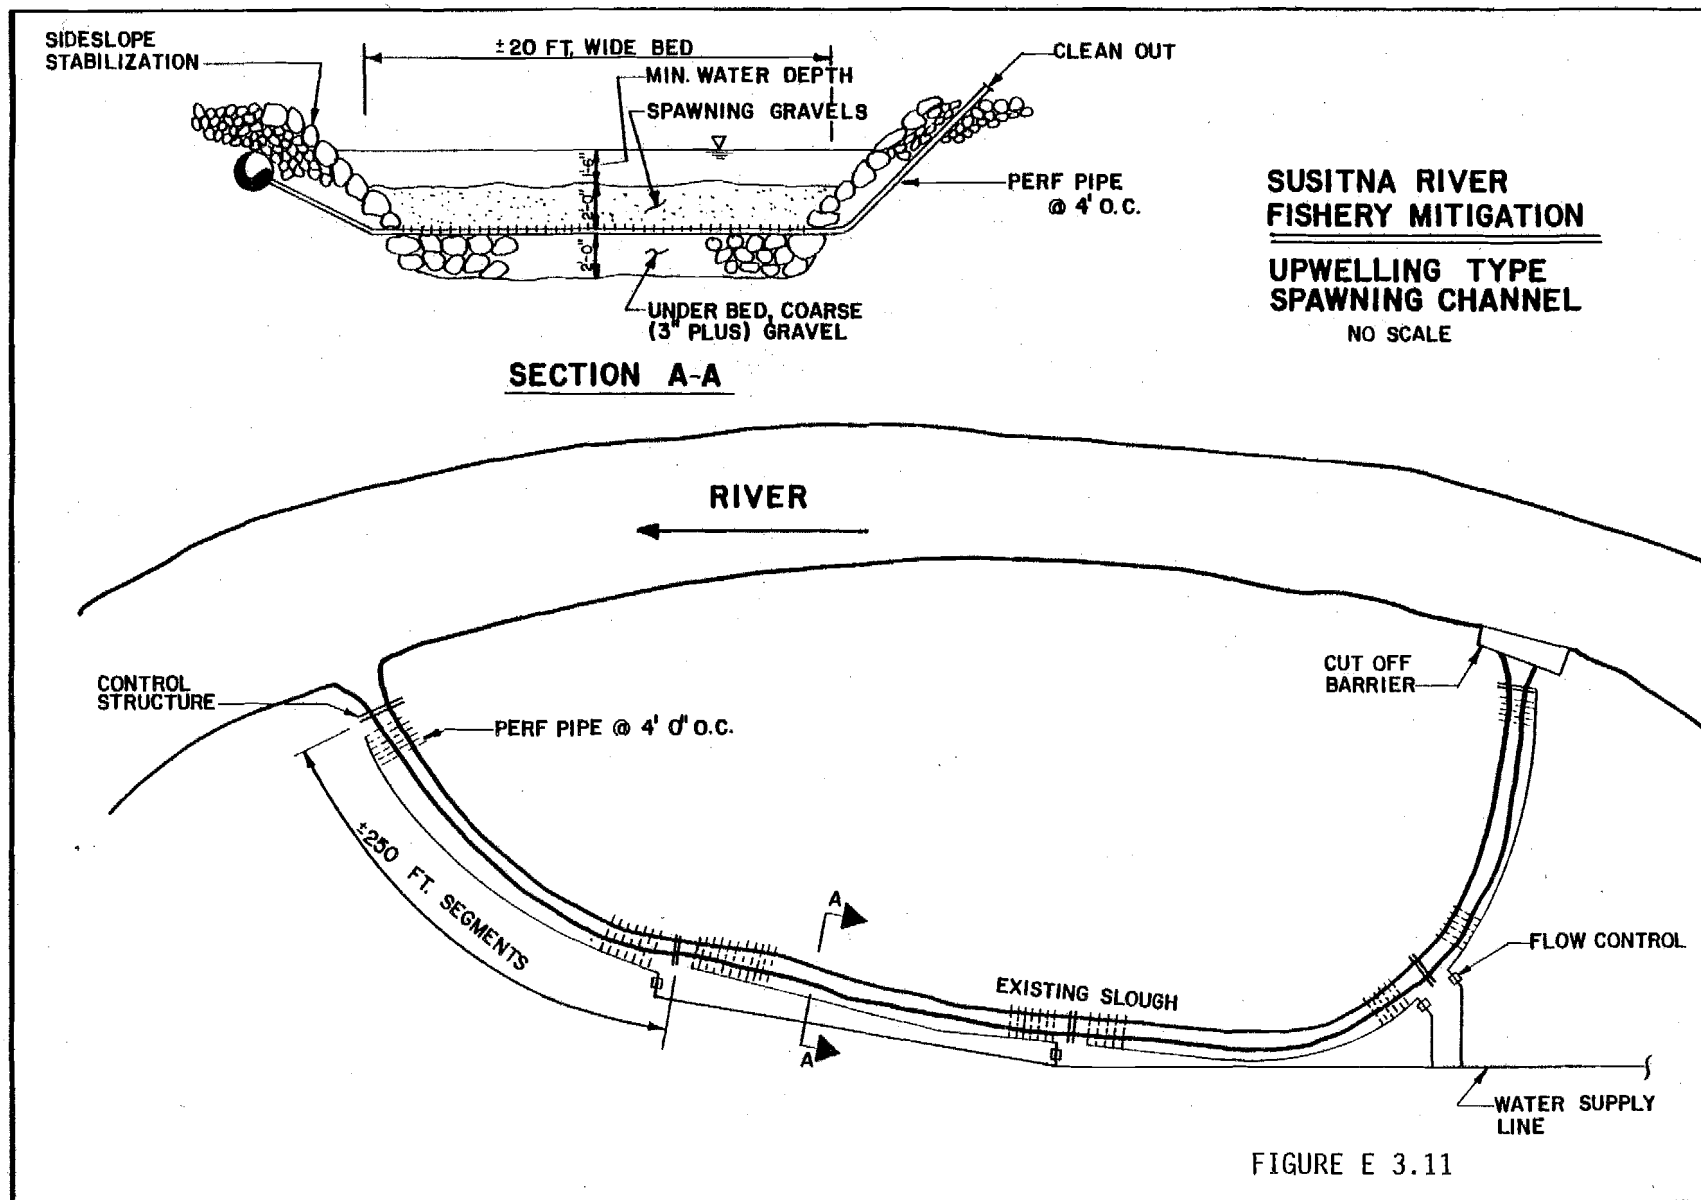 SIDESLOPE
STABILIZATION
±20 FT. WIDE BED
MIN. WATER DEPTH
SPAWNING GRAVELS
CLEAN OUT
1'-6"
2'-0"
2'-0"
PERF PIPE
@ 4' O.C.
UNDER BED, COARSE
(3" PLUS) GRAVEL
SECTION A-A
SUSITNA RIVER
FISHERY MITIGATION
UPWELLING TYPE
SPAWNING CHANNEL
NO SCALE
RIVER
CONTROL
STRUCTURE
PERF PIPE @ 4' 0" O.C.
CUT OFF
BARRIER
±250 FT. SEGMENTS
A
A
EXISTING SLOUGH
FLOW CONTROL
WATER SUPPLY
LINE
FIGURE E 3.11